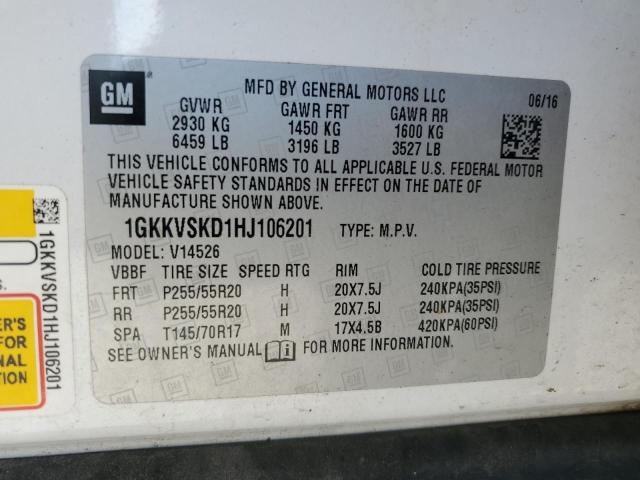 GM
MFD BY GENERAL MOTORS LLC
06/16
GVWR GAWR FRT GAWR RR
2930 KG 1450 KG 1600 KG
6459 LB 3196 LB 3527 LB
THIS VEHICLE CONFORMS TO ALL APPLICABLE U.S. FEDERAL MOTOR
VEHICLE SAFETY STANDARDS IN EFFECT ON THE DATE OF
MANUFACTURE SHOWN ABOVE.
1GKKVSKD1HJ106201 TYPE: M.P.V.
MODEL: V14526
VBBF TIRE SIZE SPEED RTG RIM COLD TIRE PRESSURE
FRT P255/55R20 H 20X7.5J 240KPA(35PSI)
RR P255/55R20 H 20X7.5J 240KPA(35PSI)
SPA T145/70R17 M 17X4.5B 420KPA(60PSI)
SEE OWNER'S MANUAL FOR MORE INFORMATION.
1GKKVSKD1HJ106201
ER'S
FOR
NAL
TION